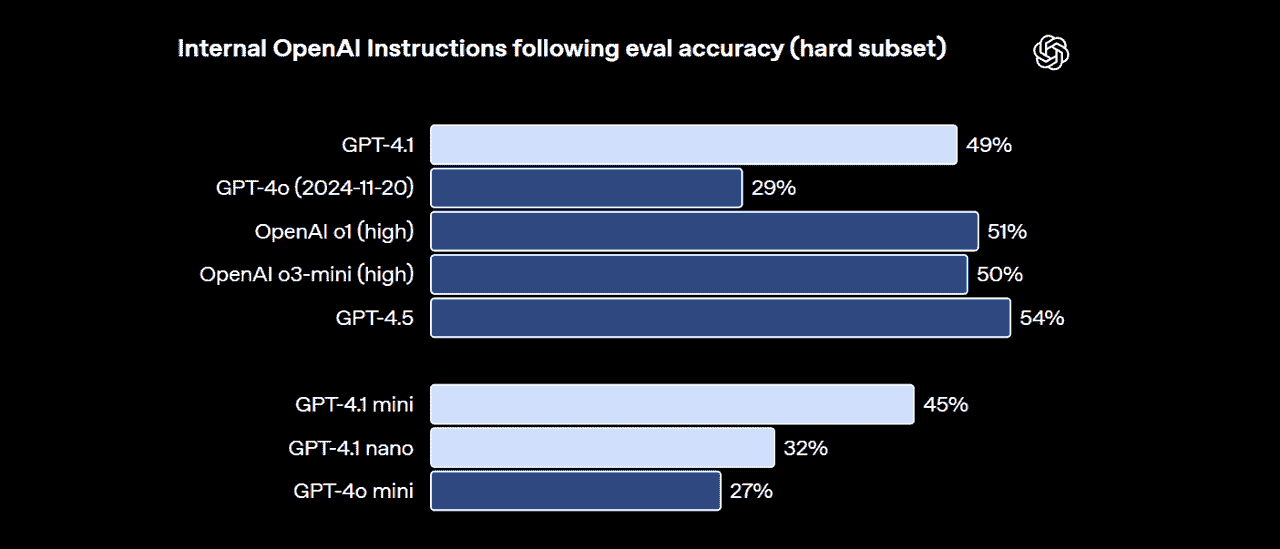 Internal OpenAI Instructions following eval accuracy (hard subset)
GPT-4.1 49%
GPT-4o (2024-11-20) 29%
OpenAI o1 (high) 51%
OpenAI o3-mini (high) 50%
GPT-4.5 54%
GPT-4.1 mini 45%
GPT-4.1 nano 32%
GPT-4o mini 27%